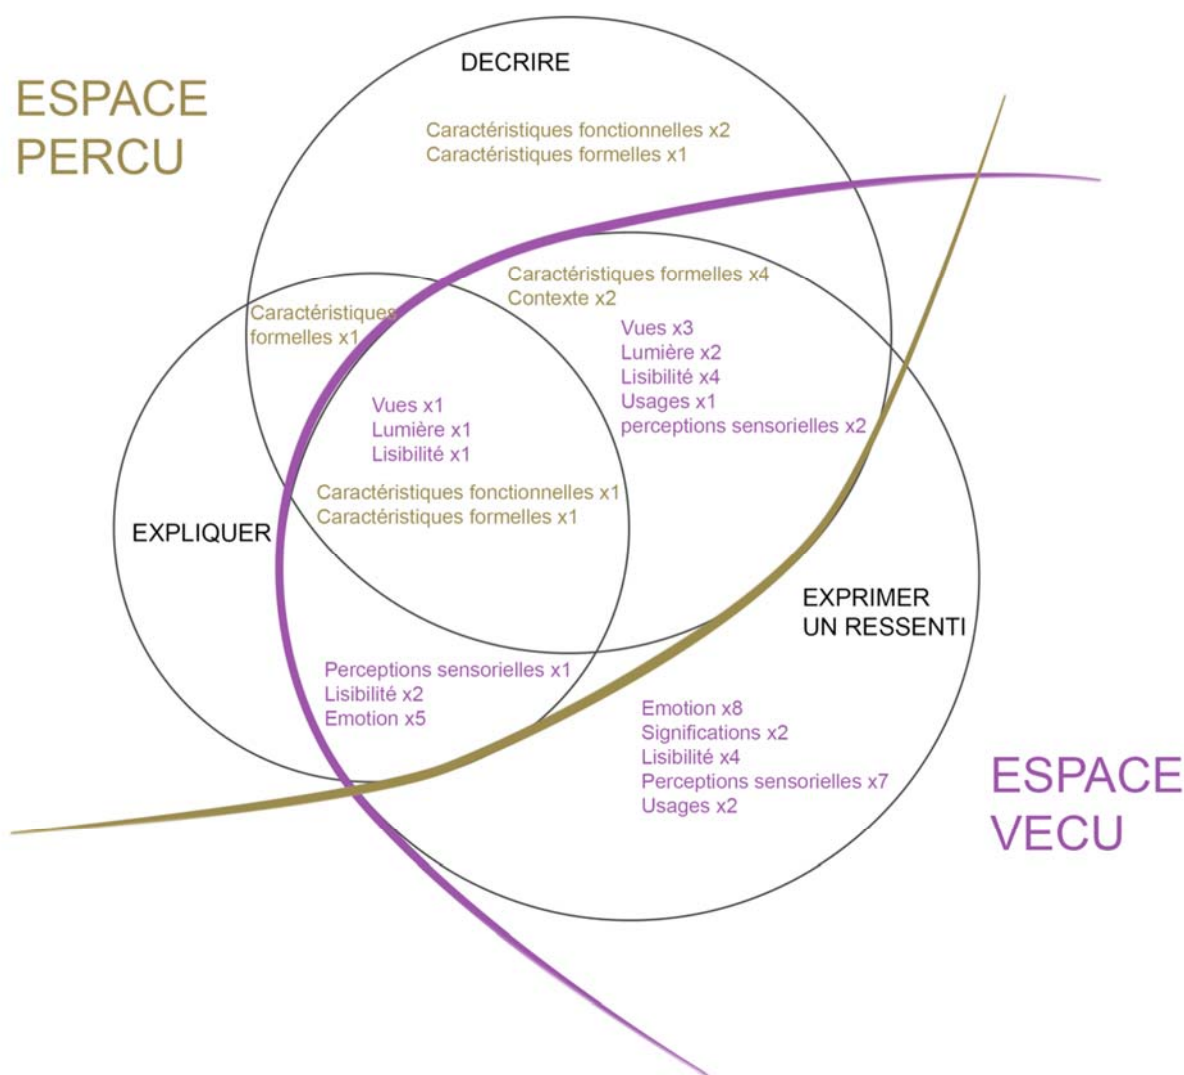 ESPACE
PERCU
DECRIRE
Caractéristiques fonctionnelles x2
Caractéristiques formelles x1
Caractéristiques formelles x4
Contexte x2
Caractéristiques
formelles x1
Vues x3
Lumière x2
Lisibilité x4
Usages x1
perceptions sensorielles x2
Vues x1
Lumière x1
Lisibilité x1
Caractéristiques fonctionnelles x1
Caractéristiques formelles x1
EXPLIQUER
EXPRIMER
UN RESSENTI
Perceptions sensorielles x1
Lisibilité x2
Emotion x5
Emotion x8
Significations x2
Lisibilité x4
Perceptions sensorielles x7
Usages x2
ESPACE
VECU